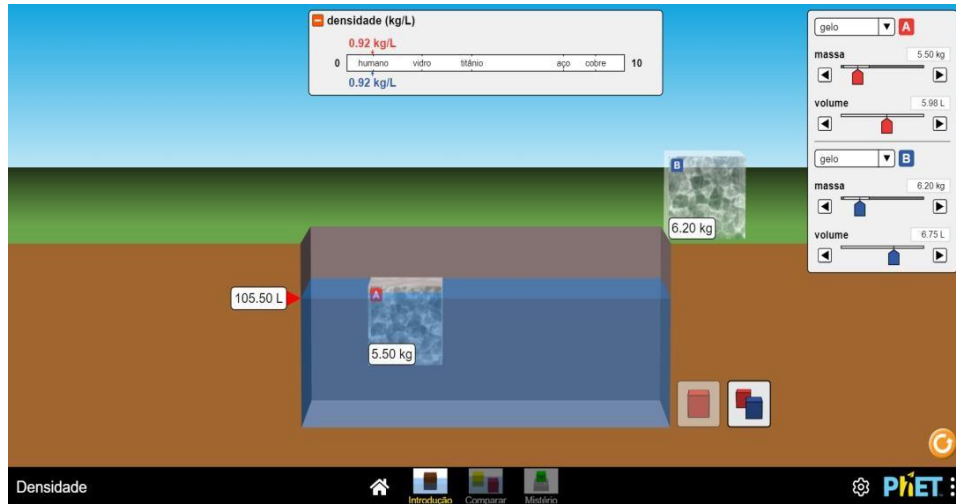 densidade (kg/L)
0.92 kg/L
0 humano vidro titânio aço cobre 10
0.92 kg/L
gelo A
massa 5.50 kg
volume 5.98 L
gelo B
massa 6.20 kg
volume 6.75 L
B
6.20 kg
105.50 L
A
5.50 kg
Densidade
Introdução Comparar Mistério
PhET